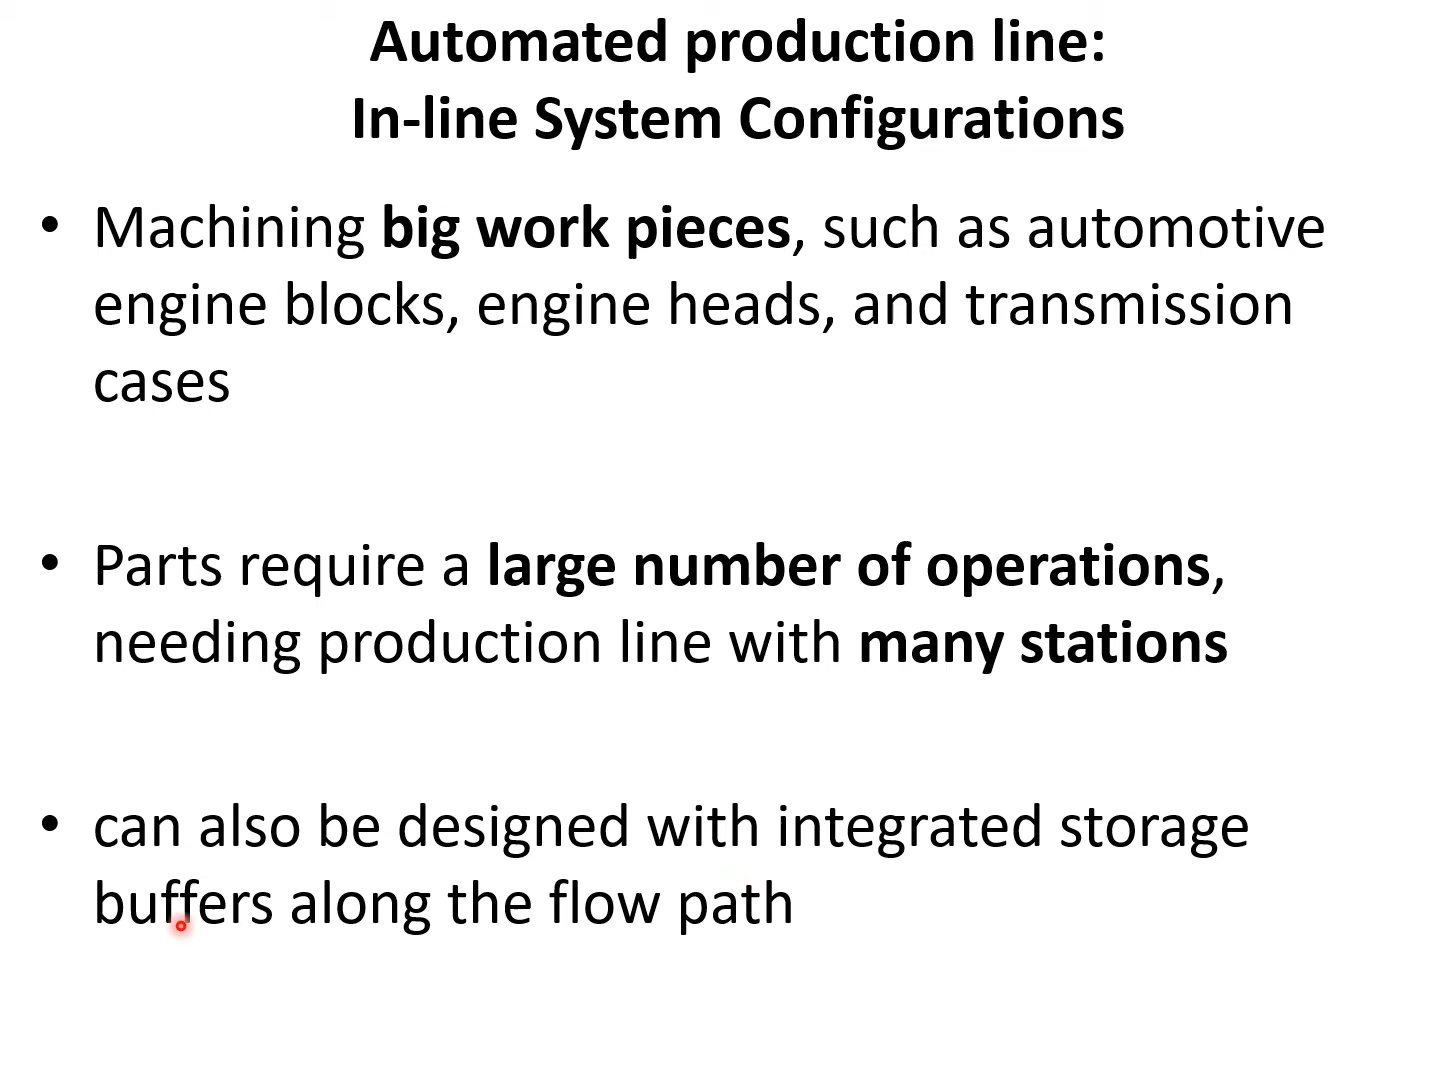 Automated production line:
In-line System Configurations
• Machining big work pieces, such as automotive
engine blocks, engine heads, and transmission
cases
• Parts require a large number of operations,
needing production line with many stations
• can also be designed with integrated storage
buffers along the flow path